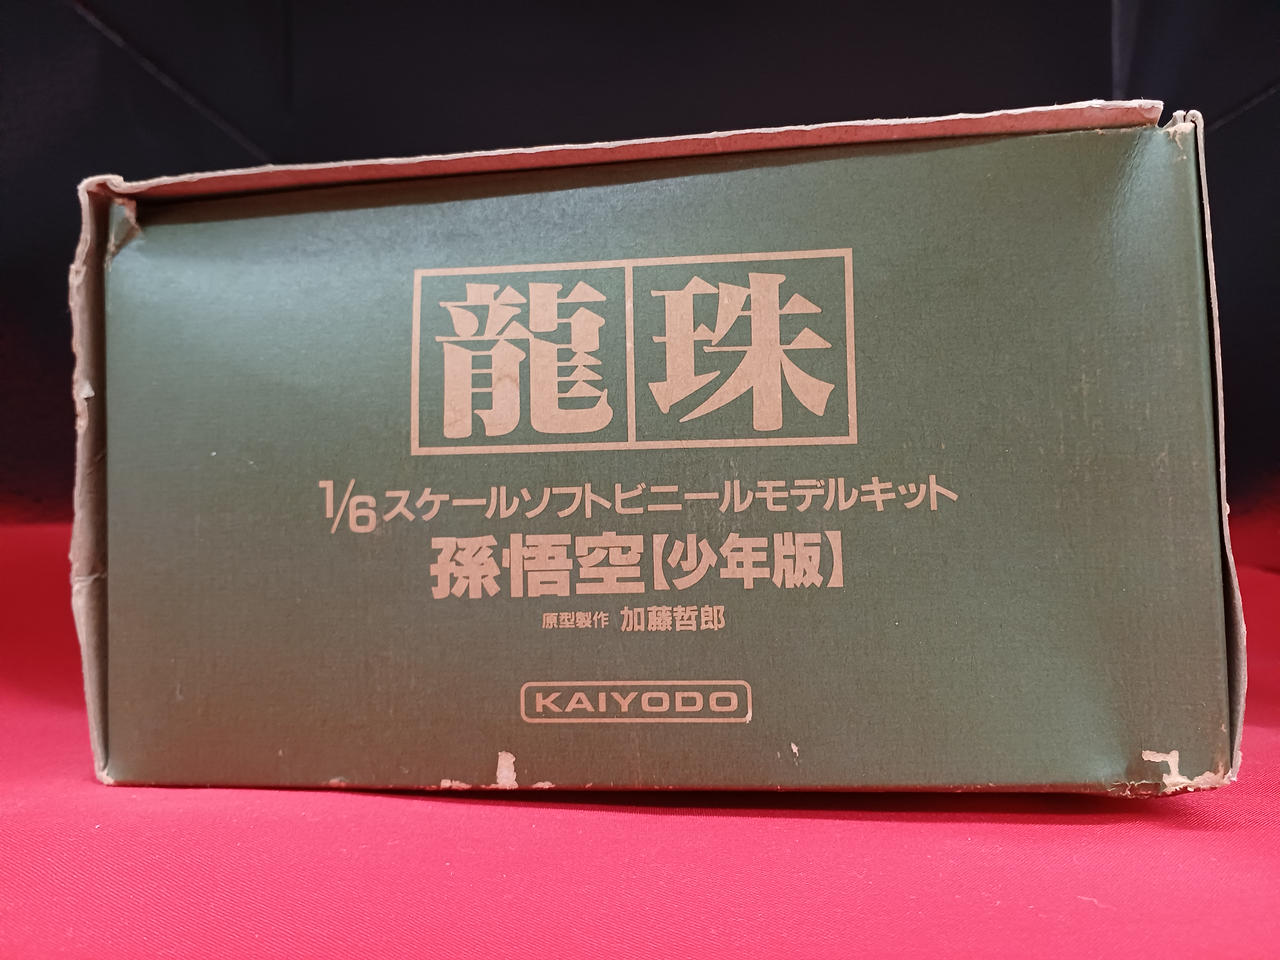 龍珠
1/6スケールソフトビニールモデルキット
孫悟空【少年版】
原型製作 加藤哲郎
KAIYODO